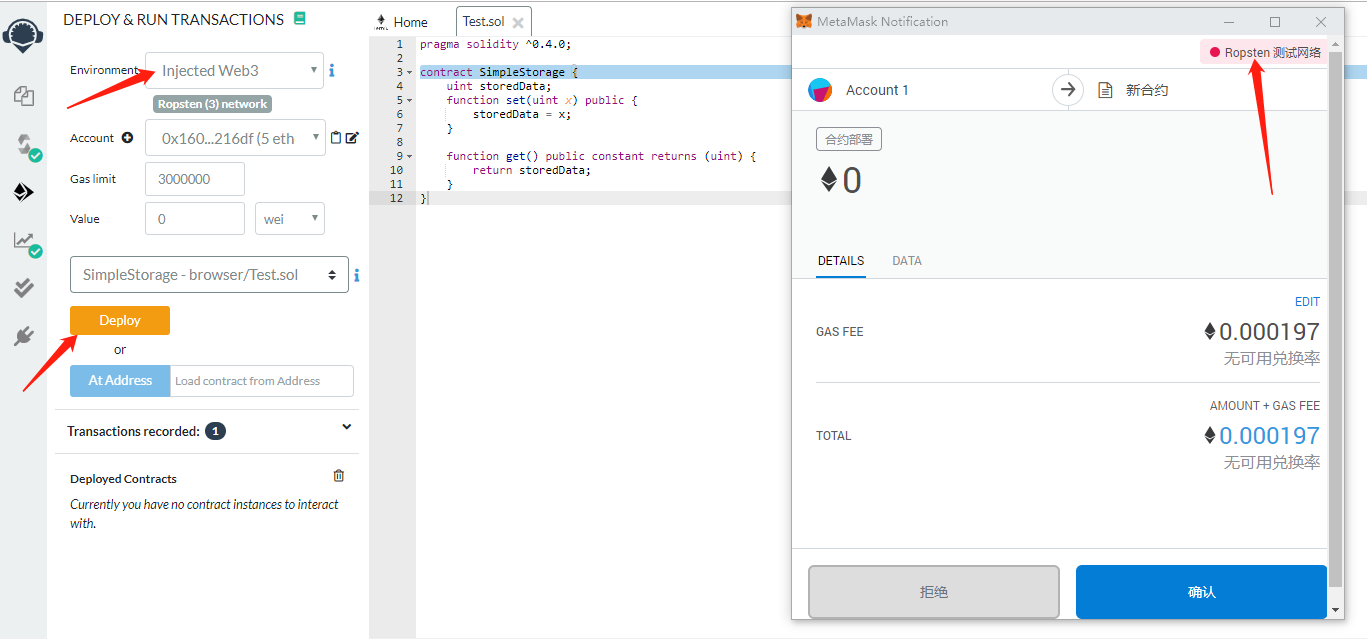 DEPLOY & RUN TRANSACTIONS
Environment
Injected Web3
Ropsten (3) network
Account
0x160...216df (5 eth
Gas limit
3000000
Value
0
wei
SimpleStorage - browser/Test.sol
Deploy
or
At Address
Load contract from Address
Transactions recorded: 1
Deployed Contracts
Currently you have no contract instances to interact
with.
Home
Test.sol
1 pragma solidity ^0.4.0;
2
3 contract SimpleStorage {
4 uint storedData;
5 function set(uint x) public {
6 storedData = x;
7 }
8
9 function get() public constant returns (uint) {
10 return storedData;
11 }
12 }
MetaMask Notification
Ropsten 测试网络
Account 1
新合约
合约部署
0
DETAILS
DATA
EDIT
GAS FEE
0.000197
无可用兑换率
AMOUNT + GAS FEE
TOTAL
0.000197
无可用兑换率
拒绝
确认